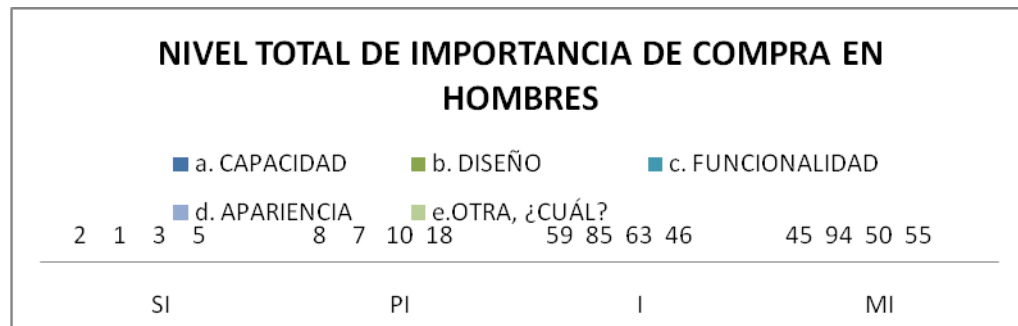 NIVEL TOTAL DE IMPORTANCIA DE COMPRA EN
HOMBRES
a. CAPACIDAD b. DISEÑO c. FUNCIONALIDAD
d. APARIENCIA e.OTRA, ¿CUÁL?
2 1 3 5 8 7 10 18 59 85 63 46 45 94 50 55
SI PI I MI